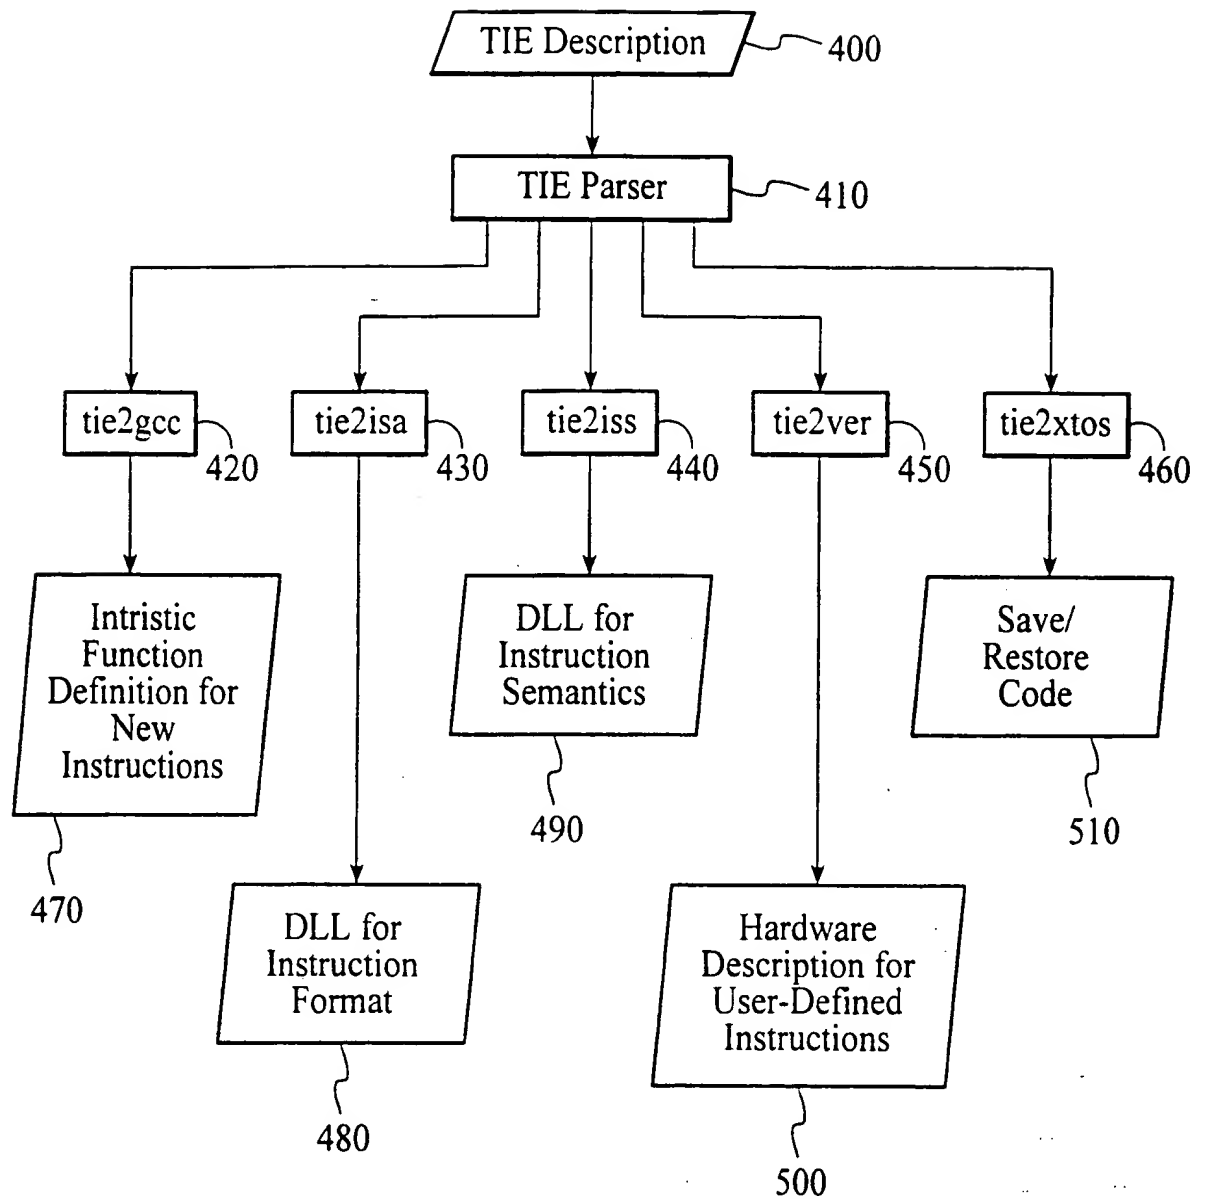 TIE Description
400
TIE Parser
410
tie2gcc
420
tie2isa
430
tie2iss
440
tie2ver
450
tie2xtos
460
Intristic
Function
Definition for
New
Instructions
470
DLL for
Instruction
Semantics
490
Save/
Restore
Code
510
DLL for
Instruction
Format
480
Hardware
Description for
User-Defined
Instructions
500